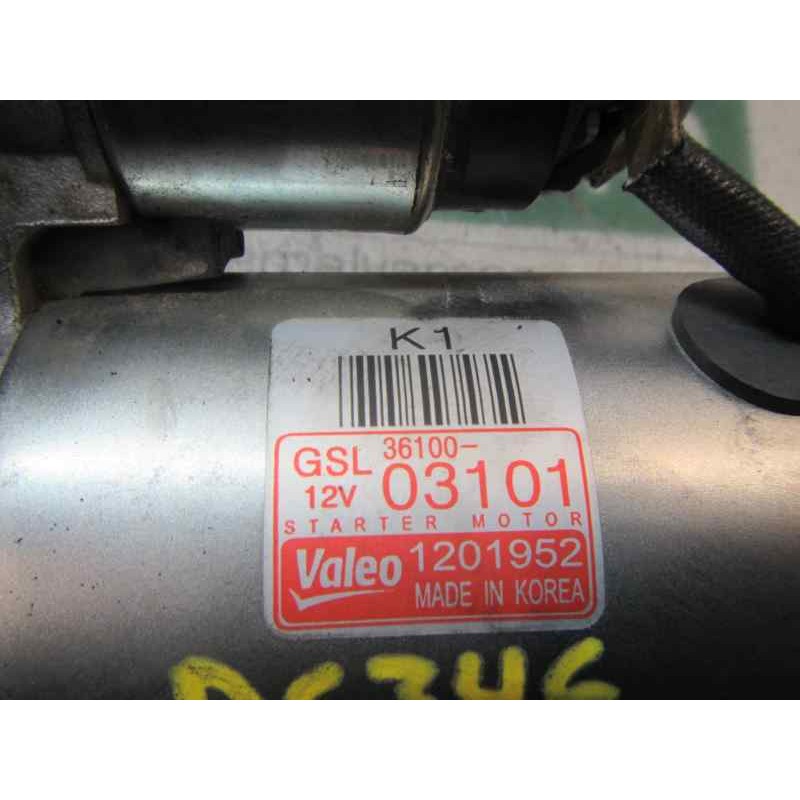 K1
GSL 36100-
12V 03101
STARTER MOTOR
Valeo 1201952
MADE IN KOREA